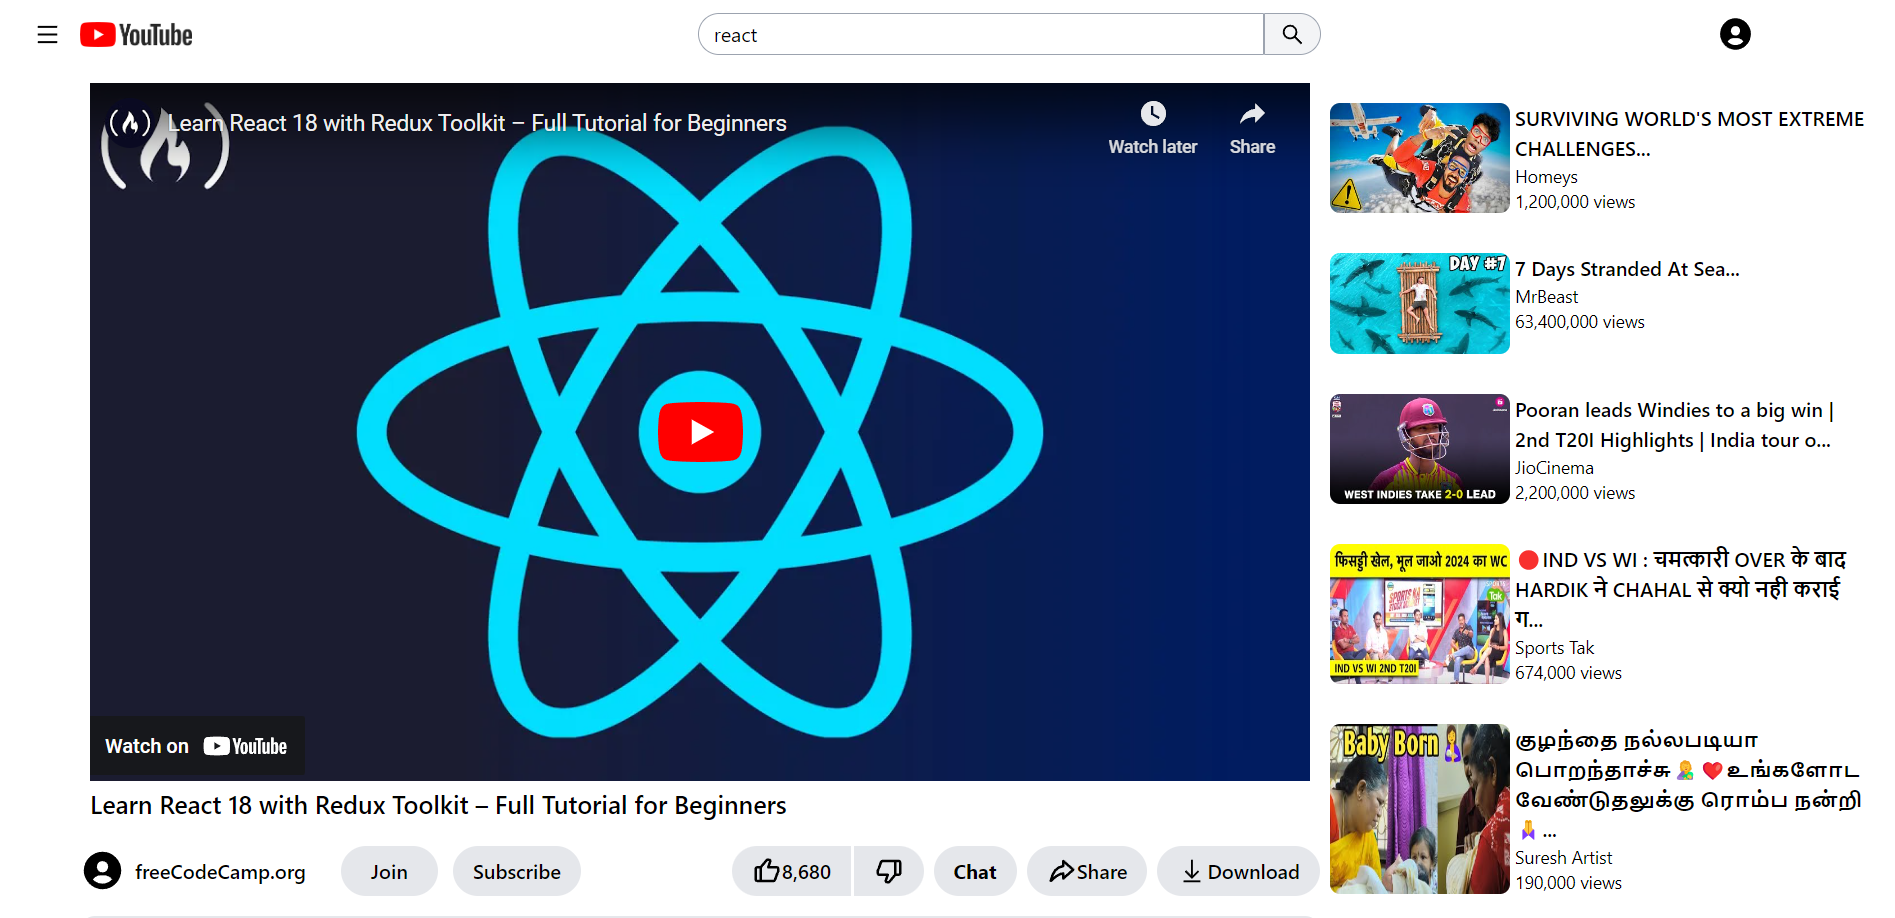 YouTube
react
Learn React 18 with Redux Toolkit – Full Tutorial for Beginners
Watch later
Share
Watch on YouTube
Learn React 18 with Redux Toolkit – Full Tutorial for Beginners
freeCodeCamp.org
Join
Subscribe
8,680
Chat
Share
Download
SURVIVING WORLD'S MOST EXTREME
CHALLENGES...
Homeys
1,200,000 views
DAY #7
7 Days Stranded At Sea...
MrBeast
63,400,000 views
WEST INDIES TAKE 2-0 LEAD
Pooran leads Windies to a big win |
2nd T20I Highlights | India tour o...
JioCinema
2,200,000 views
फिसड्डी खेल, भूल जाओ 2024 का WC
SPORTS
Tak
IND VS WI 2ND T20I
🔴IND VS WI : चमत्कारी OVER के बाद
HARDIK ने CHAHAL से क्यो नही कराई
ग...
Sports Tak
674,000 views
Baby Born🤱
குழந்தை நல்லபடியா
பொறந்தாச்சு🤱❤️உங்களோட
வேண்டுதலுக்கு ரொம்ப நன்றி
🙏...
Suresh Artist
190,000 views